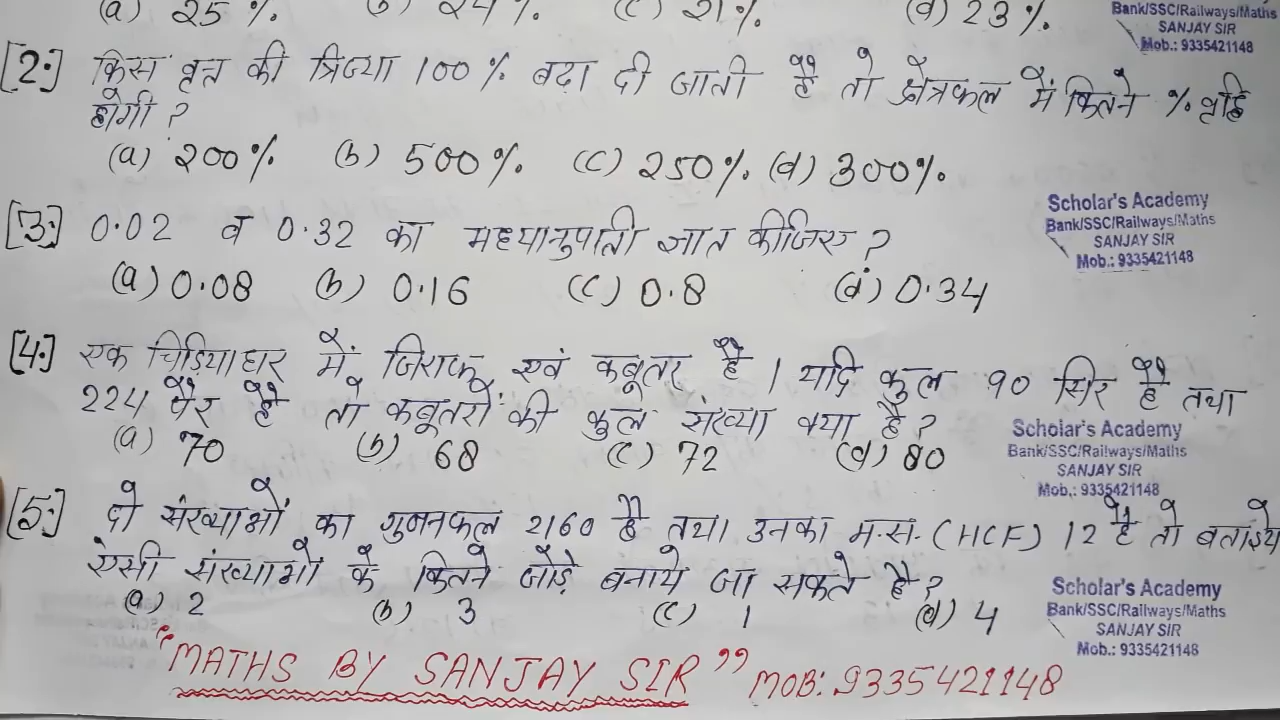 (a) 25 %. (b) 24 %. (c) 21 %. (d) 23 %.
Bank/SSC/Railways/Maths
SANJAY SIR
Mob.: 9335421148
[2.] किस वृत्त की त्रिज्या 100 % बढ़ा दी जाती है तो क्षेत्रफल में कितने % वृद्धि
होगी ?
(a) 200 %. (b) 500 %. (c) 250 %. (d) 300 %.
[3.] 0.02 व 0.32 का मध्यानुपाती ज्ञात कीजिए ?
Scholar's Academy
Bank/SSC/Railways/Maths
SANJAY SIR
Mob.: 9335421148
(a) 0.08 (b) 0.16 (c) 0.8 (d) 0.34
[4.] एक चिडियाघर में जिराफ एवं कबूतर है । यदि कुल 90 सिर है तथा
224 पैर है तो कबूतरों की कुल संख्या क्या है ?
(a) 70 (b) 68 (c) 72 (d) 80
Scholar's Academy
Bank/SSC/Railways/Maths
SANJAY SIR
Mob.: 9335421148
[5.] दो संख्याओं का गुननफल 2160 है तथा उनका म.स. (HCF) 12 है तो बताइये
ऐसी संख्याओं के कितने जोड़े बनाये जा सकते है ?
(a) 2 (b) 3 (c) 1 (d) 4
Scholar's Academy
Bank/SSC/Railways/Maths
SANJAY SIR
Mob.: 9335421148
"MATHS BY SANJAY SIR" MOB: 9335421148